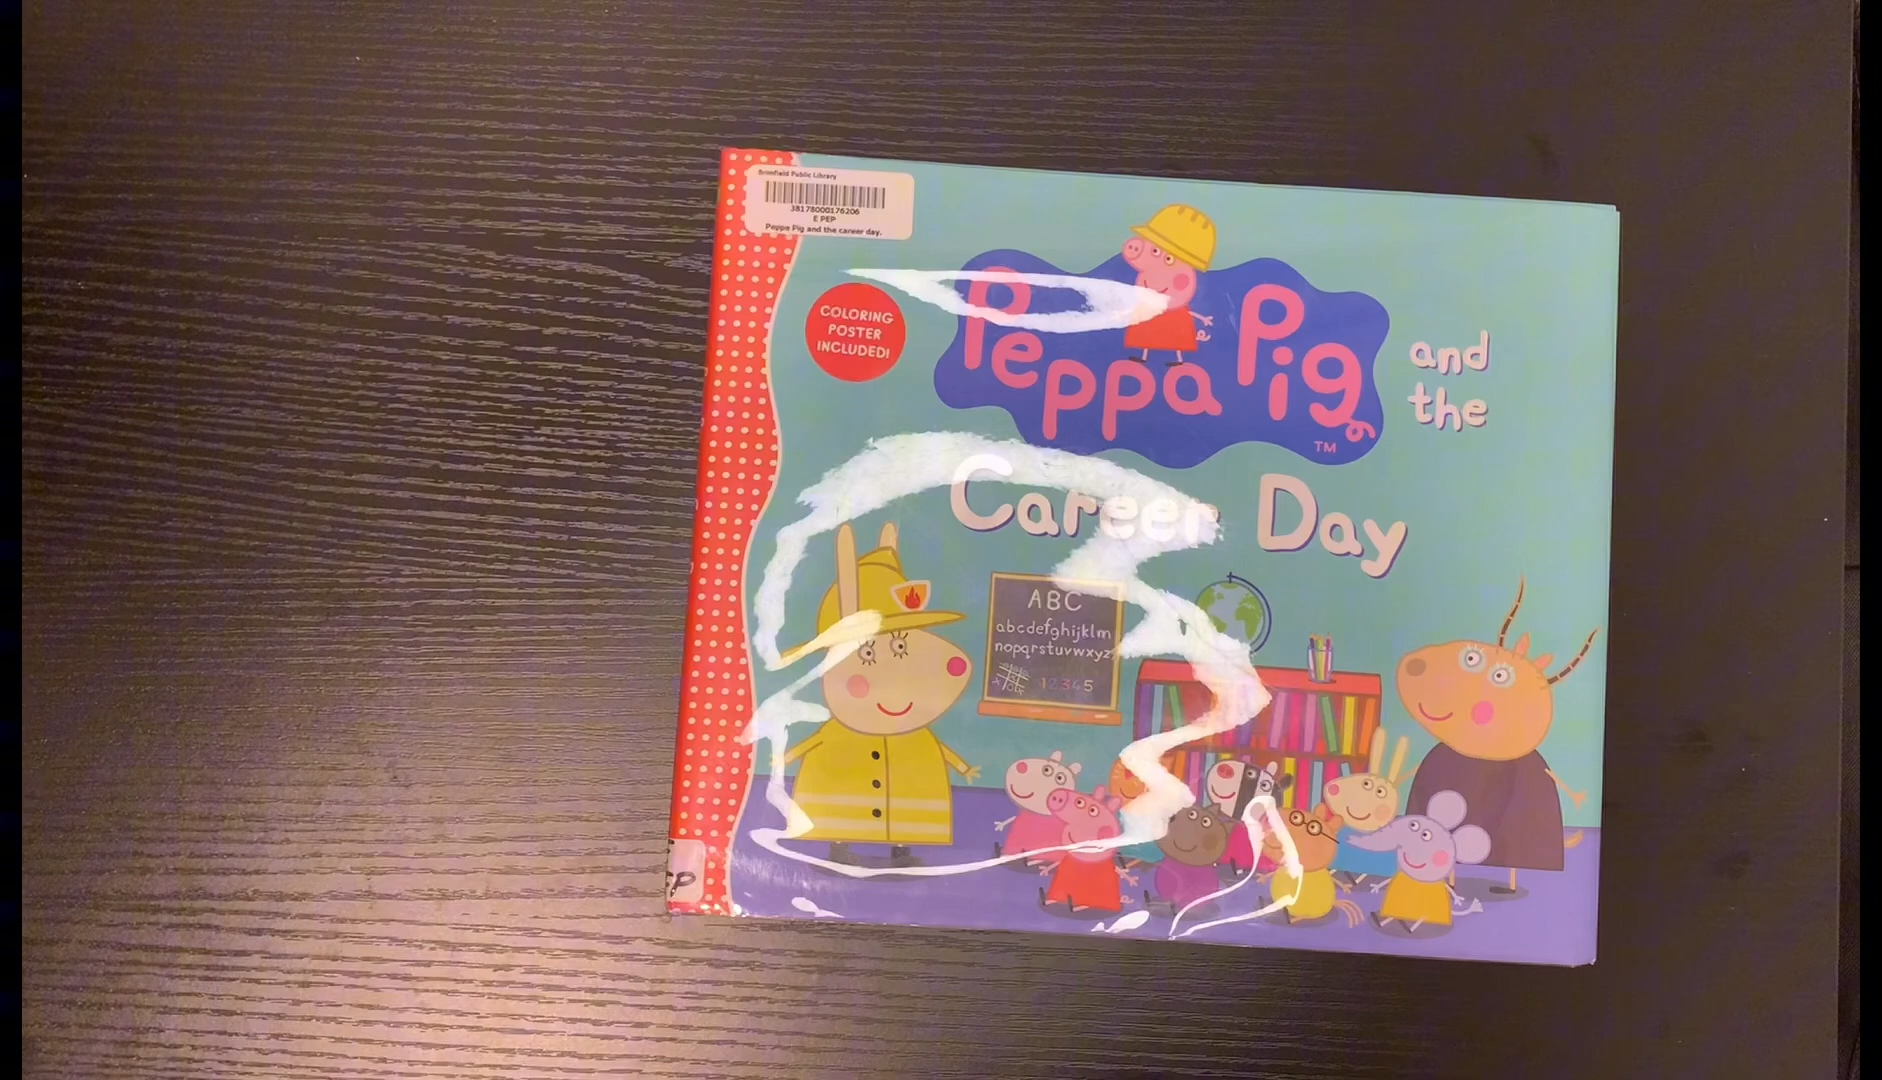 Brimfield Public Library
38178000176206
E PEP
Peppa Pig and the career day.
COLORING
POSTER
INCLUDED!
Peppa Pig
TM
and
the
Career Day
ABC
abcdefghijklm
nopqrstuvwxyz
12345
EP